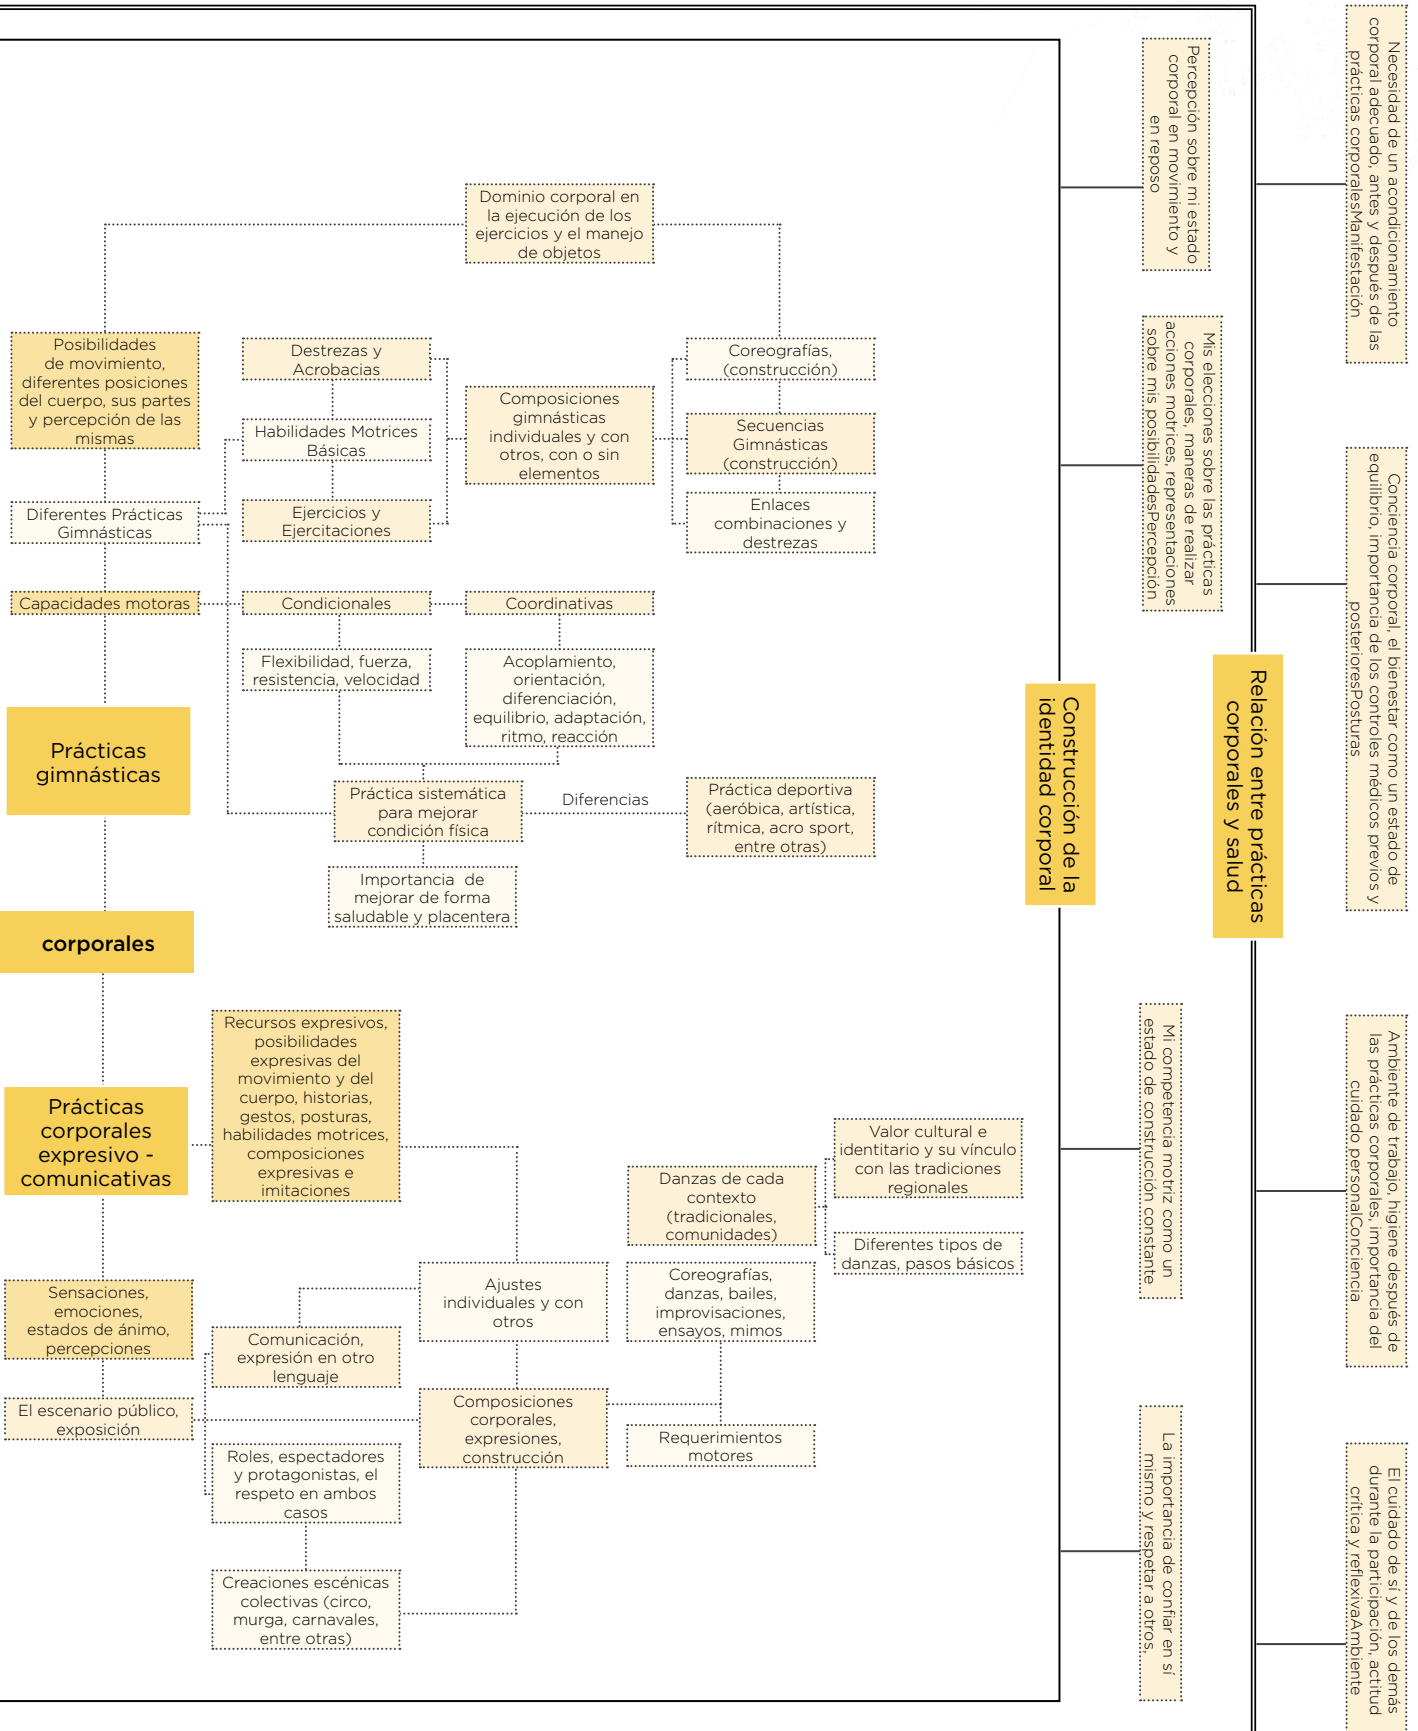 Dominio corporal en
la ejecución de los
ejercicios y el manejo
de objetos
Posibilidades
de movimiento,
diferentes posiciones
del cuerpo, sus partes
y percepción de las
mismas
Destrezas y
Acrobacias
Habilidades Motrices
Básicas
Ejercicios y
Ejercitaciones
Composiciones
gimnásticas
individuales y con
otros, con o sin
elementos
Coreografías,
(construcción)
Secuencias
Gimnásticas
(construcción)
Enlaces
combinaciones y
destrezas
Diferentes Prácticas
Gimnásticas
Capacidades motoras
Condicionales
Coordinativas
Flexibilidad, fuerza,
resistencia, velocidad
Acoplamiento,
orientación,
diferenciación,
equilibrio, adaptación,
ritmo, reacción
Prácticas
gimnásticas
Práctica sistemática
para mejorar
condición física
Diferencias
Práctica deportiva
(aeróbica, artística,
rítmica, acro sport,
entre otras)
Importancia de
mejorar de forma
saludable y placentera
corporales
Prácticas
corporales
expresivo -
comunicativas
Recursos expresivos,
posibilidades
expresivas del
movimiento y del
cuerpo, historias,
gestos, posturas,
habilidades motrices,
composiciones
expresivas e
imitaciones
Valor cultural e
identitario y su vínculo
con las tradiciones
regionales
Danzas de cada
contexto
(tradicionales,
comunidades)
Diferentes tipos de
danzas, pasos básicos
Sensaciones,
emociones,
estados de ánimo,
percepciones
Ajustes
individuales y con
otros
Coreografías,
danzas, bailes,
improvisaciones,
ensayos, mimos
Comunicación,
expresión en otro
lenguaje
El escenario público,
exposición
Composiciones
corporales,
expresiones,
construcción
Requerimientos
motores
Roles, espectadores
y protagonistas, el
respeto en ambos
casos
Creaciones escénicas
colectivas (circo,
murga, carnavales,
entre otras)
Construcción de la
identidad corporal
Percepción sobre mi estado
corporal en movimiento y
en reposo
Mis elecciones sobre las prácticas
corporales, maneras de realizar
acciones motrices, representaciones
sobre mis posibilidadesPercepción
Mi competencia motriz como un
estado de construcción constante
La importancia de confiar en sí
mismo y respetar a otros,
Relación entre prácticas
corporales y salud
Necesidad de un acondicionamiento
corporal adecuado, antes y después de las
prácticas corporalesManifestación
Conciencia corporal, el bienestar como un estado de
equilibrio, importancia de los controles médicos previos y
posterioresPosturas
Ambiente de trabajo, higiene después de
las prácticas corporales, importancia del
cuidado personalConciencia
El cuidado de sí y de los demás
durante la participación, actitud
crítica y reflexivaAmbiente